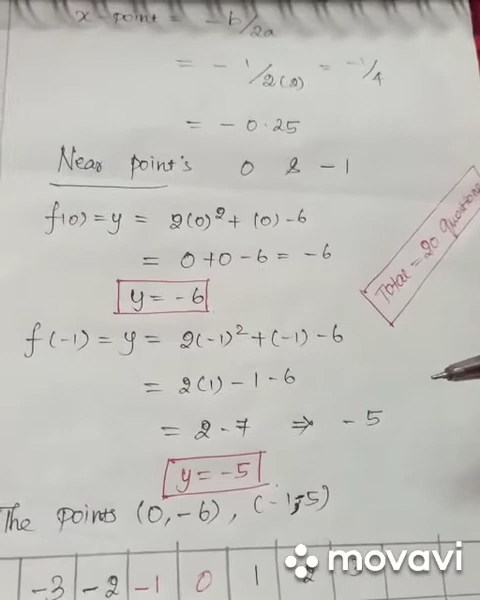 x-point = -b/2a
= -1/2(2) = -1/4
= -0.25
Near point's 0 & -1
f(0) = y = 2(0)² + (0) - 6
= 0+0-6 = -6
y = -6
Total = 20 questions
f(-1) = y = 2(-1)² + (-1) - 6
= 2(1) - 1 - 6
= 2 - 7 ⇒ -5
y = -5
The points (0,-6), (-1,-5)
-3 -2 -1 0 1 2
movavi